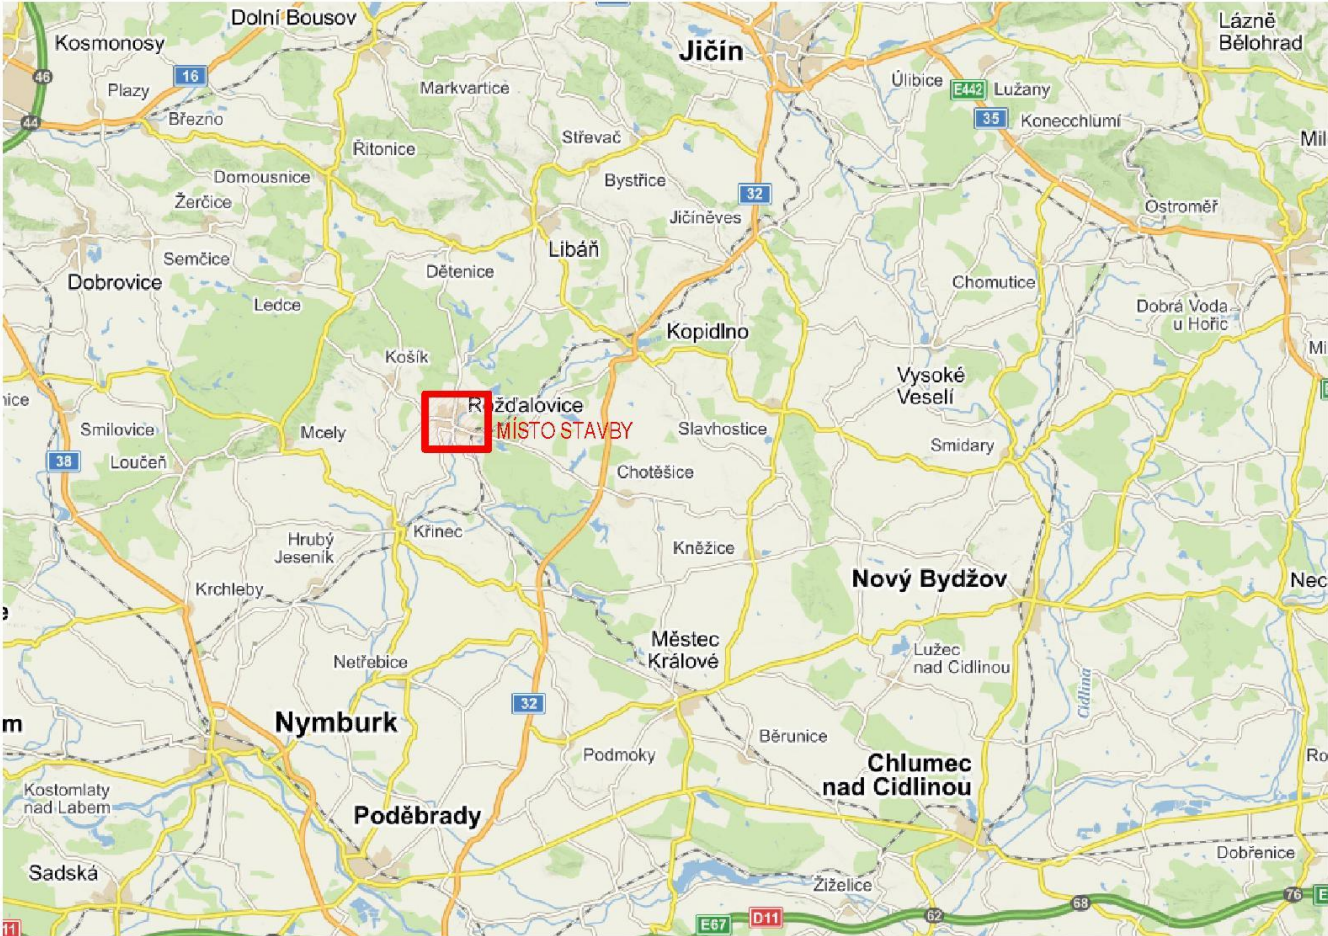 Dolní Bousov
Lázně
Bělohrad
Kosmonosy
Jičín
46
16
Úlibice
Plazy
Markvartice
E442
Lužany
44
Březno
35
Konecchlumí
Střevač
Řitonice
Domousnice
Bystřice
32
Žerčice
Jičíněves
Ostroměř
Libáň
Semčice
Dětenice
Dobrovice
Chomutice
Ledce
Dobrá Voda
u Hořic
Kopidlno
Košík
Vysoké
Veselí
Rožďalovice
MÍSTO STAVBY
Smilovice
Mcely
Slavhostice
Smidary
38
Loučeň
Chotěšice
Křinec
Hrubý
Jeseník
Kněžice
Nový Bydžov
Krchleby
Městec
Králové
Lužec
nad Cidlinou
Netřebice
Cidlina
32
Nymburk
Běrunice
Podmoky
Chlumec
nad Cidlinou
Kostomlaty
nad Labem
Poděbrady
Dobřenice
Sadská
Žiželice
76
68
62
E67
D11
11